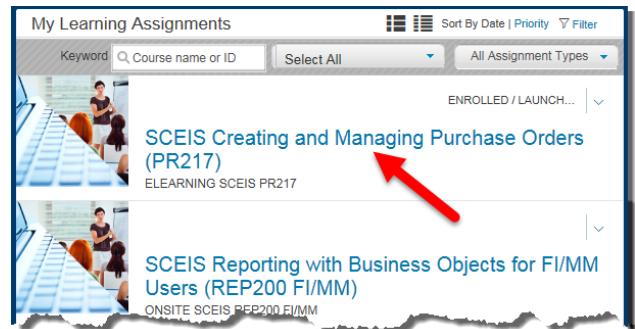 My Learning Assignments
Sort By Date | Priority Filter
Keyword Course name or ID Select All All Assignment Types
ENROLLED / LAUNCH...
SCEIS Creating and Managing Purchase Orders
(PR217)
ELEARNING SCEIS PR217
SCEIS Reporting with Business Objects for FI/MM
Users (REP200 FI/MM)
ONSITE SCEIS REP200 FI/MM